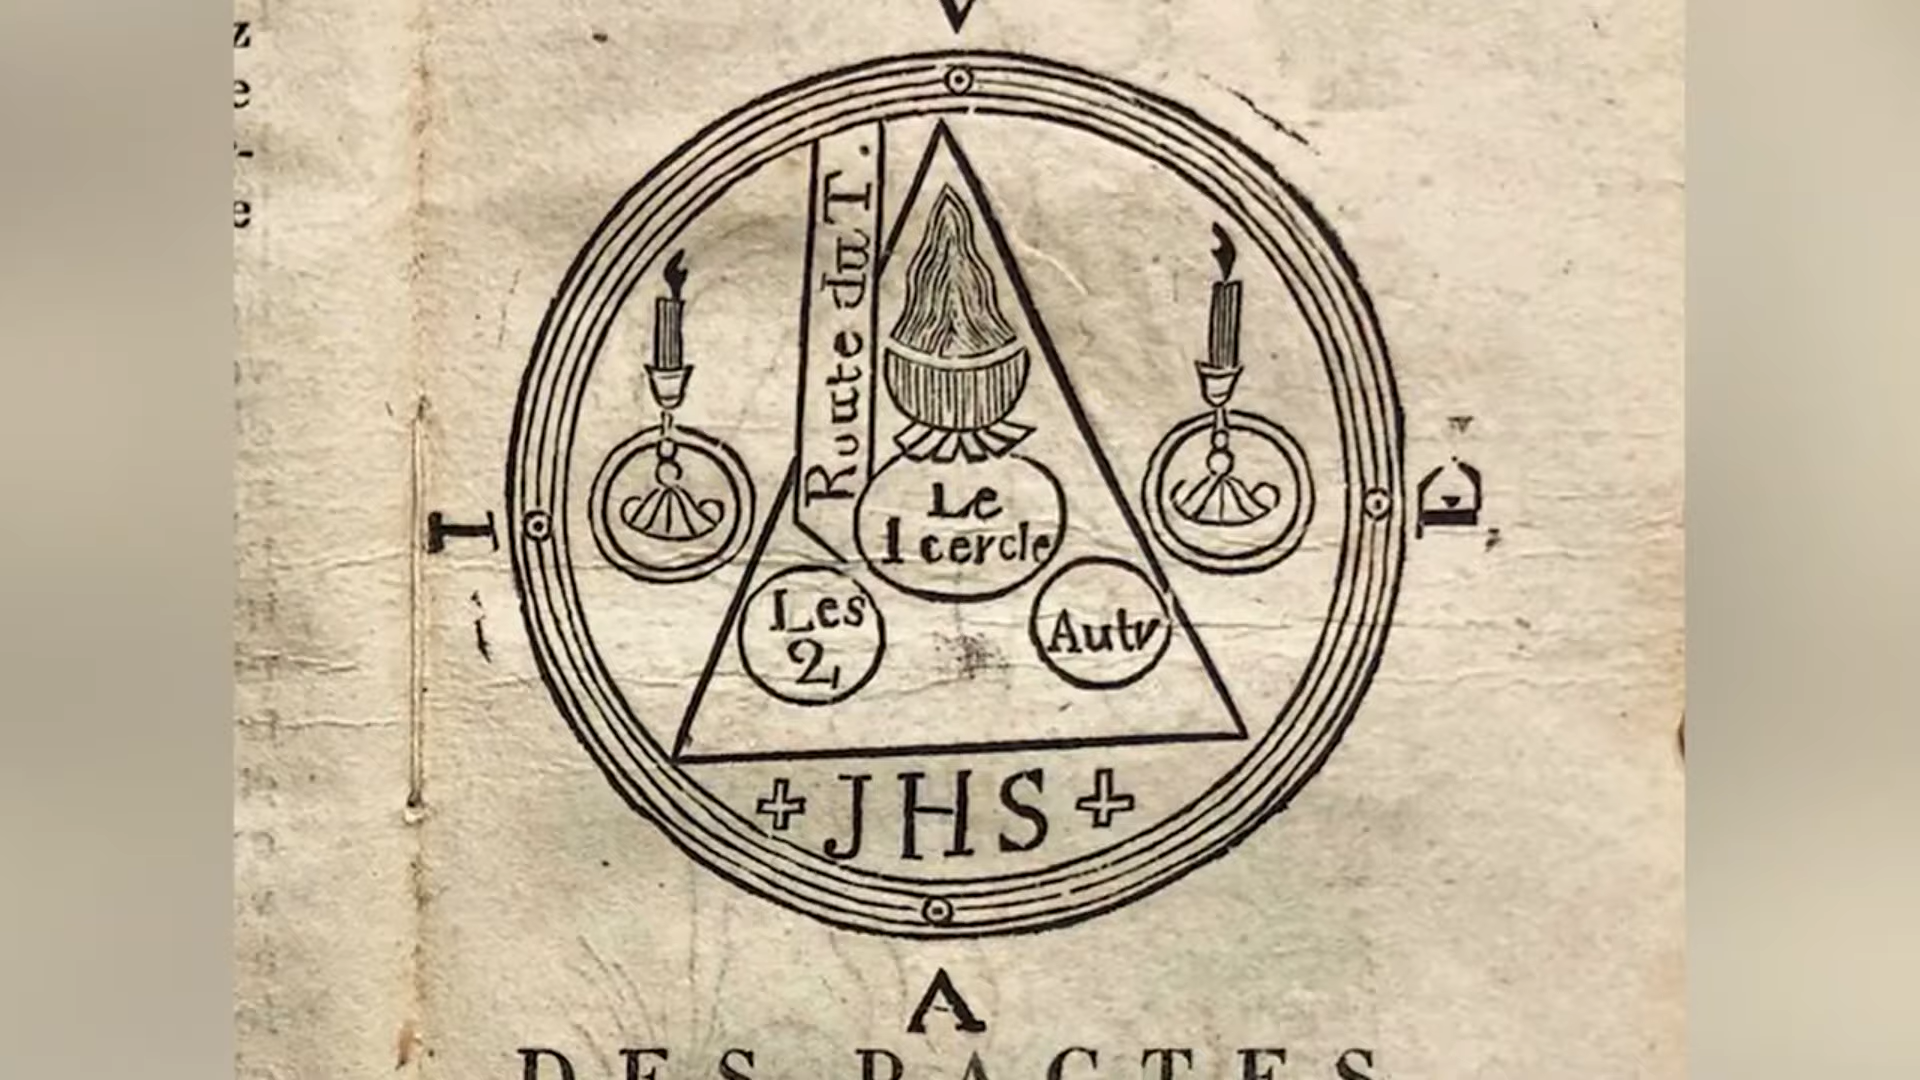 z
e
-
e
V
Route du T.
Le
1 cercle
Les
2
Autr
I
D
+ JHS +
A
DES PACTES